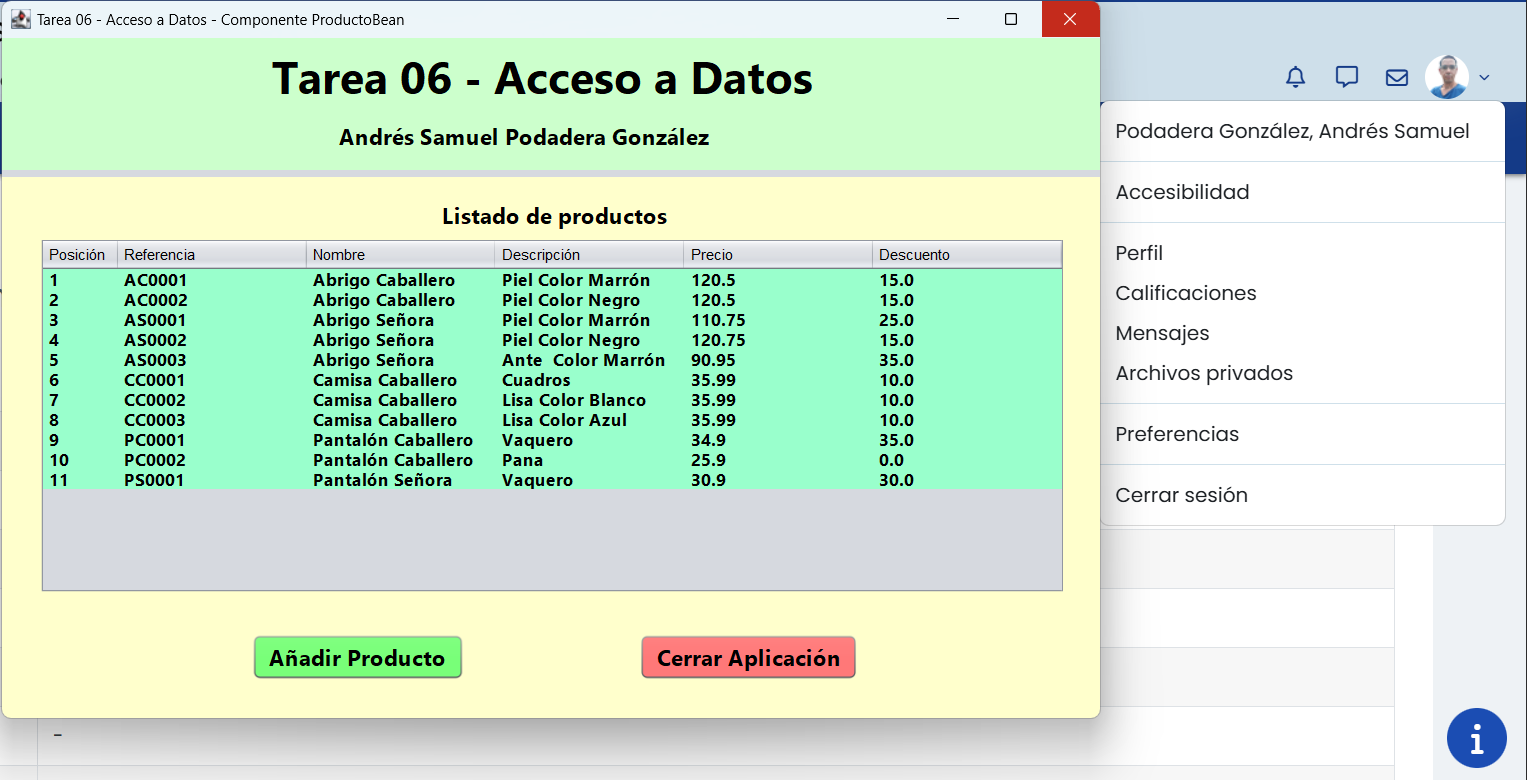 Tarea 06 - Acceso a Datos - Componente ProductoBean
Tarea 06 - Acceso a Datos
Andrés Samuel Podadera González
Listado de productos
Posición Referencia Nombre Descripción Precio Descuento
1 AC0001 Abrigo Caballero Piel Color Marrón 120.5 15.0
2 AC0002 Abrigo Caballero Piel Color Negro 120.5 15.0
3 AS0001 Abrigo Señora Piel Color Marrón 110.75 25.0
4 AS0002 Abrigo Señora Piel Color Negro 120.75 15.0
5 AS0003 Abrigo Señora Ante  Color Marrón 90.95 35.0
6 CC0001 Camisa Caballero Cuadros 35.99 10.0
7 CC0002 Camisa Caballero Lisa Color Blanco 35.99 10.0
8 CC0003 Camisa Caballero Lisa Color Azul 35.99 10.0
9 PC0001 Pantalón Caballero Vaquero 34.9 35.0
10 PC0002 Pantalón Caballero Pana 25.9 0.0
11 PS0001 Pantalón Señora Vaquero 30.9 30.0
Añadir Producto
Cerrar Aplicación
Podadera González, Andrés Samuel
Accesibilidad
Perfil
Calificaciones
Mensajes
Archivos privados
Preferencias
Cerrar sesión
–
i